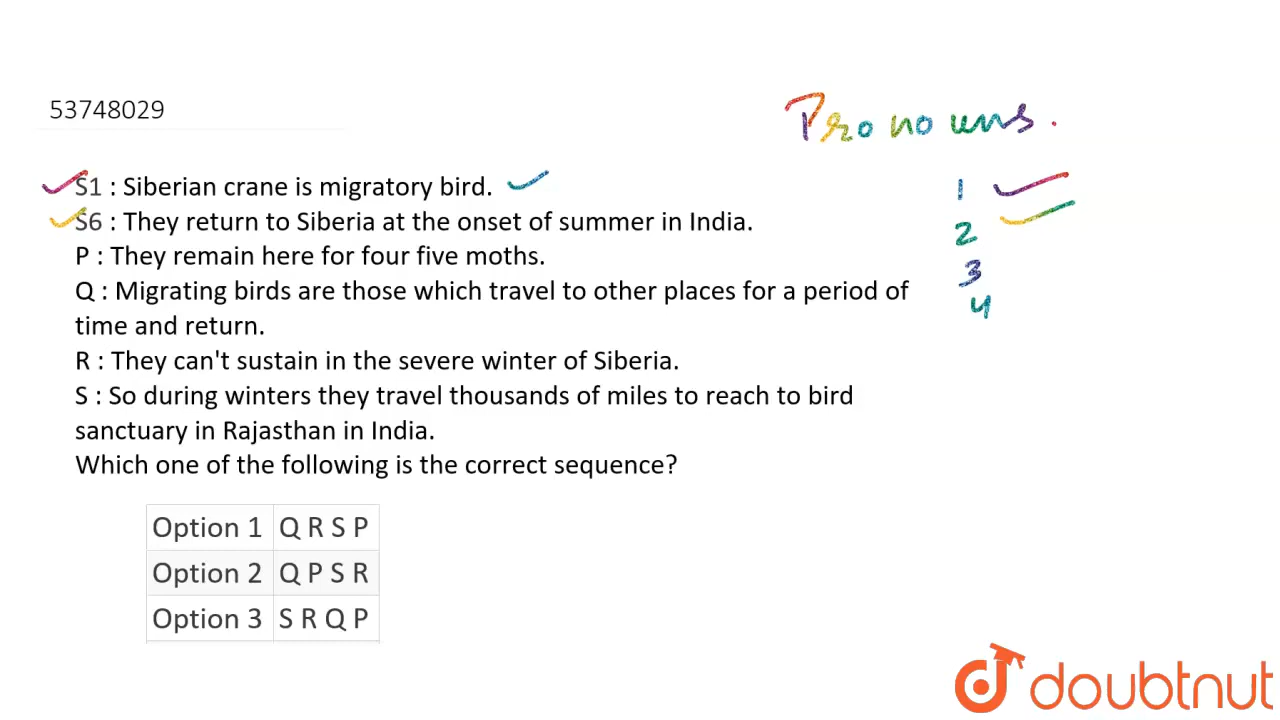 53748029
Pronouns.
S1 : Siberian crane is migratory bird.
S6 : They return to Siberia at the onset of summer in India.
P : They remain here for four five moths.
Q : Migrating birds are those which travel to other places for a period of
time and return.
R : They can't sustain in the severe winter of Siberia.
S : So during winters they travel thousands of miles to reach to bird
sanctuary in Rajasthan in India.
Which one of the following is the correct sequence?
1
2
3
4
Option 1 Q R S P
Option 2 Q P S R
Option 3 S R Q P
doubtnut